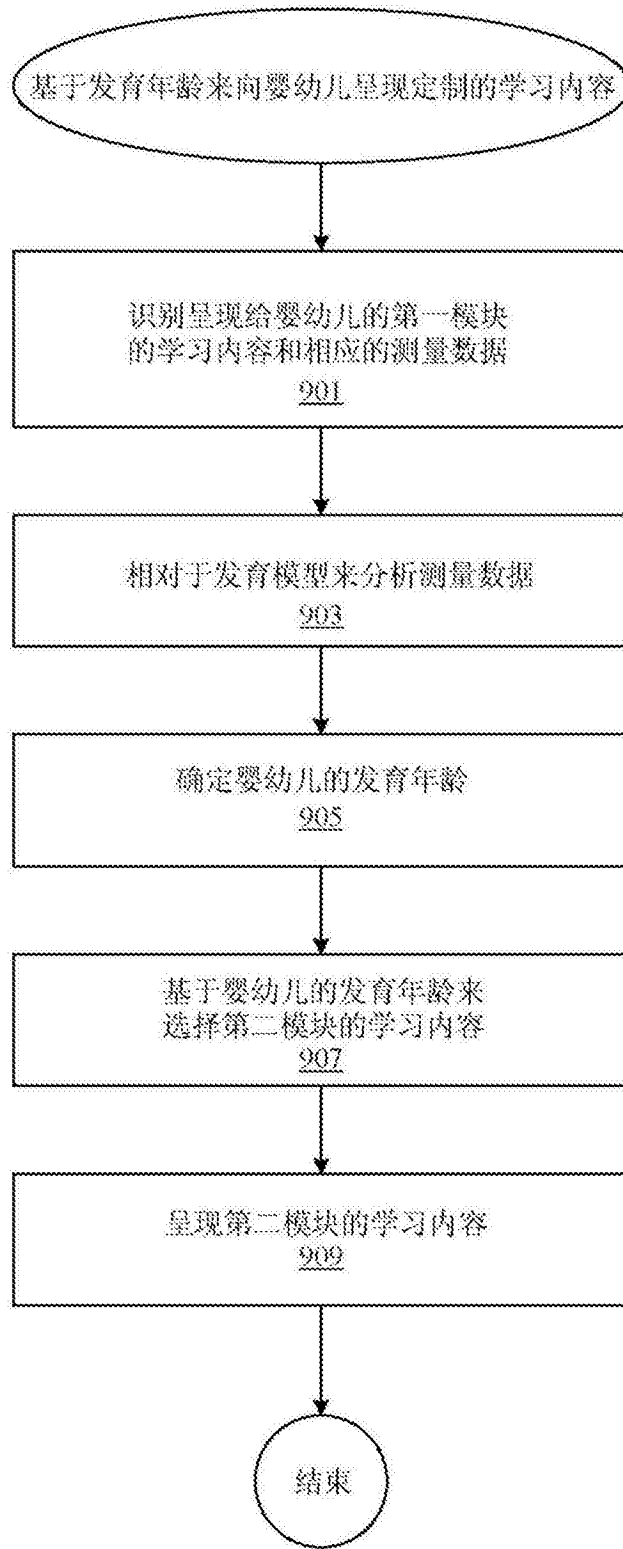 基于发育年龄来向婴幼儿呈现定制的学习内容
识别呈现给婴幼儿的第一模块
的学习内容和相应的测量数据
901
相对于发育模型来分析测量数据
903
确定婴幼儿的发育年龄
905
基于婴幼儿的发育年龄来
选择第二模块的学习内容
907
呈现第二模块的学习内容
909
结束